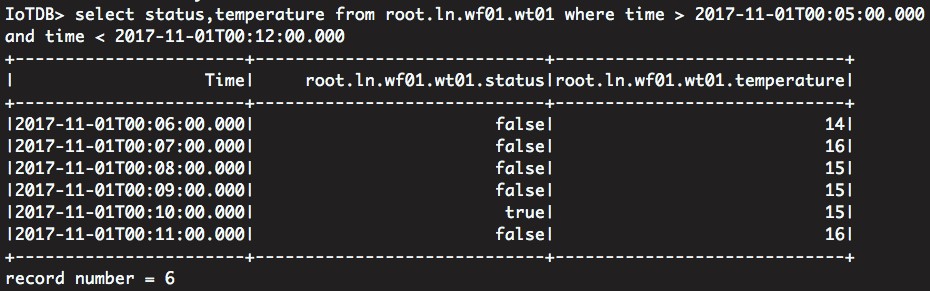 IoTDB> select status,temperature from root.ln.wf01.wt01 where time > 2017-11-01T00:05:00.000
and time < 2017-11-01T00:12:00.000
+-----------------------+----------------------------+----------------------------+
|                   Time|     root.ln.wf01.wt01.status|root.ln.wf01.wt01.temperature|
+-----------------------+----------------------------+----------------------------+
|2017-11-01T00:06:00.000|                        false|                           14|
|2017-11-01T00:07:00.000|                        false|                           16|
|2017-11-01T00:08:00.000|                        false|                           15|
|2017-11-01T00:09:00.000|                        false|                           15|
|2017-11-01T00:10:00.000|                         true|                           15|
|2017-11-01T00:11:00.000|                        false|                           16|
+-----------------------+----------------------------+----------------------------+
record number = 6